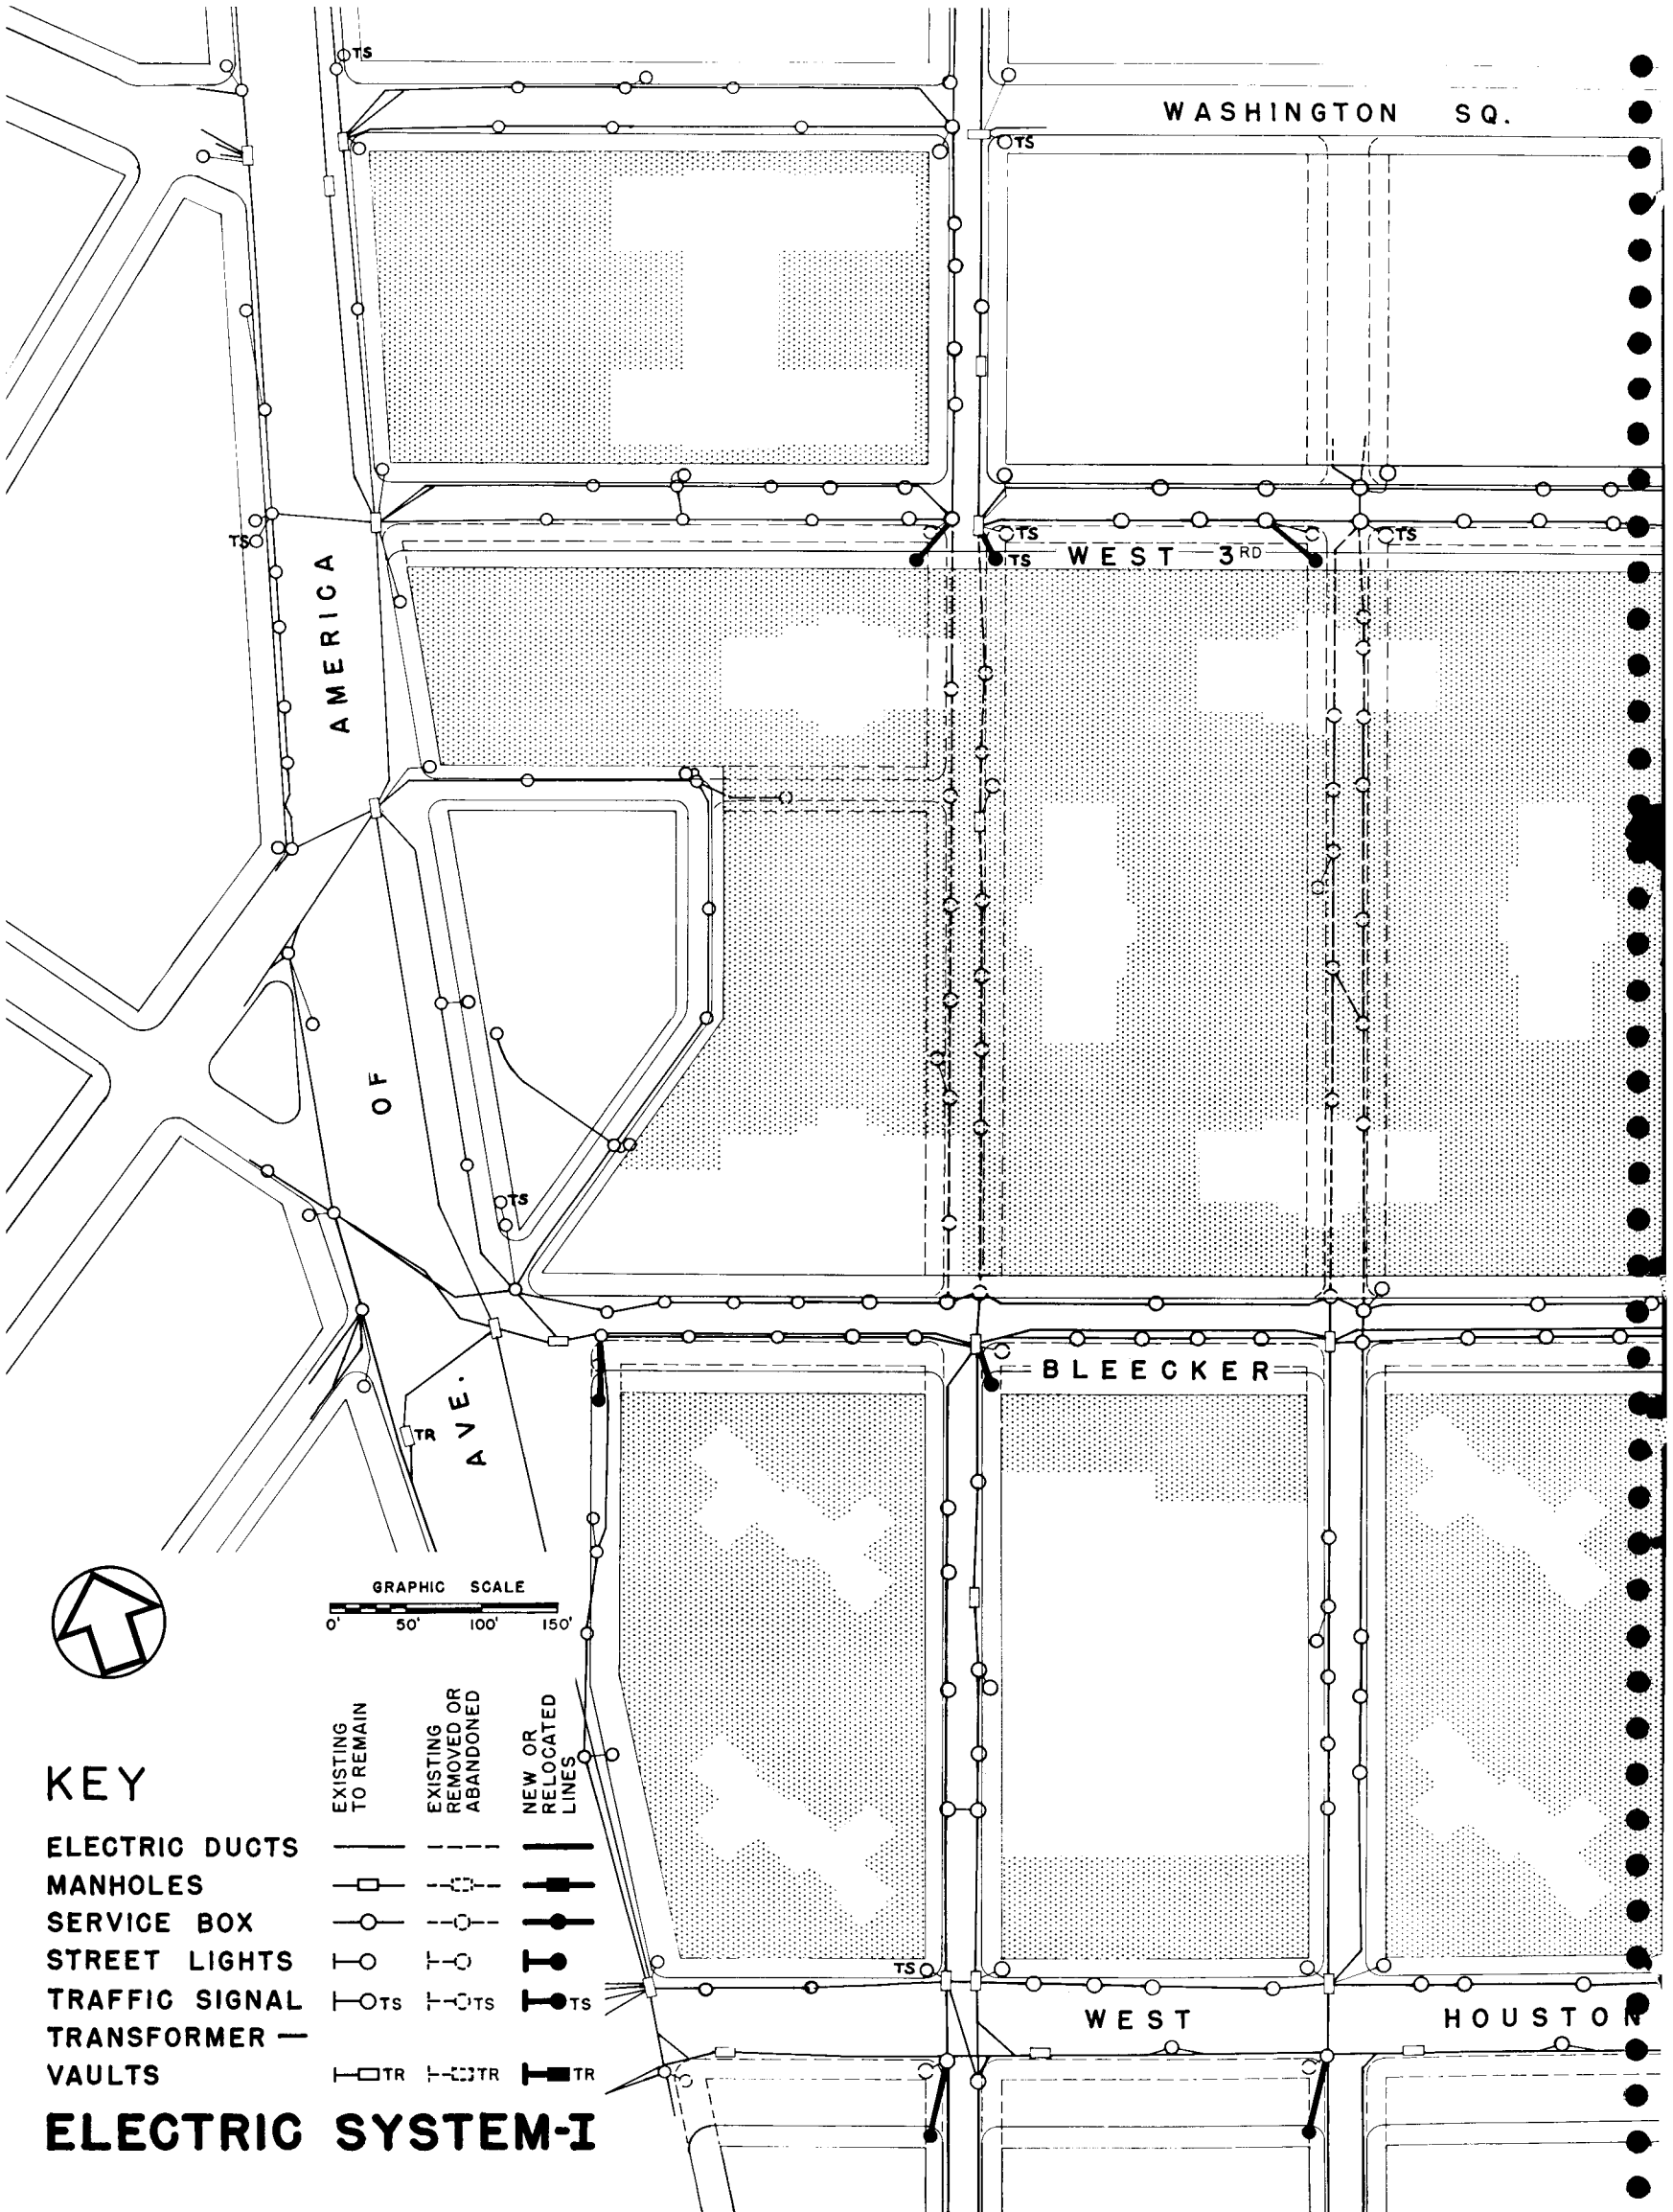 TS
WASHINGTON SQ.
TS
TS
TS
TS
TS
WEST 3RD
AMERICA
OF
TS
BLEECKER
AVE.
TR
GRAPHIC SCALE
0' 50' 100' 150'
KEY
EXISTING
TO REMAIN
EXISTING
REMOVED OR
ABANDONED
NEW OR
RELOCATED
LINES
ELECTRIC DUCTS
MANHOLES
SERVICE BOX
STREET LIGHTS
TRAFFIC SIGNAL TS TS TS
TRANSFORMER —
VAULTS TR TR TR
TS
WEST HOUSTON
ELECTRIC SYSTEM-I